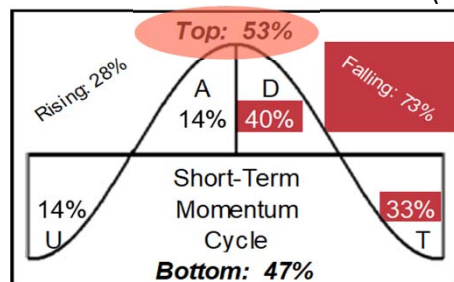 (
Top: 53%
Rising: 28%
Falling: 73%
A D
14% 40%
Short-Term
14% Momentum 33%
U Cycle T
Bottom: 47%